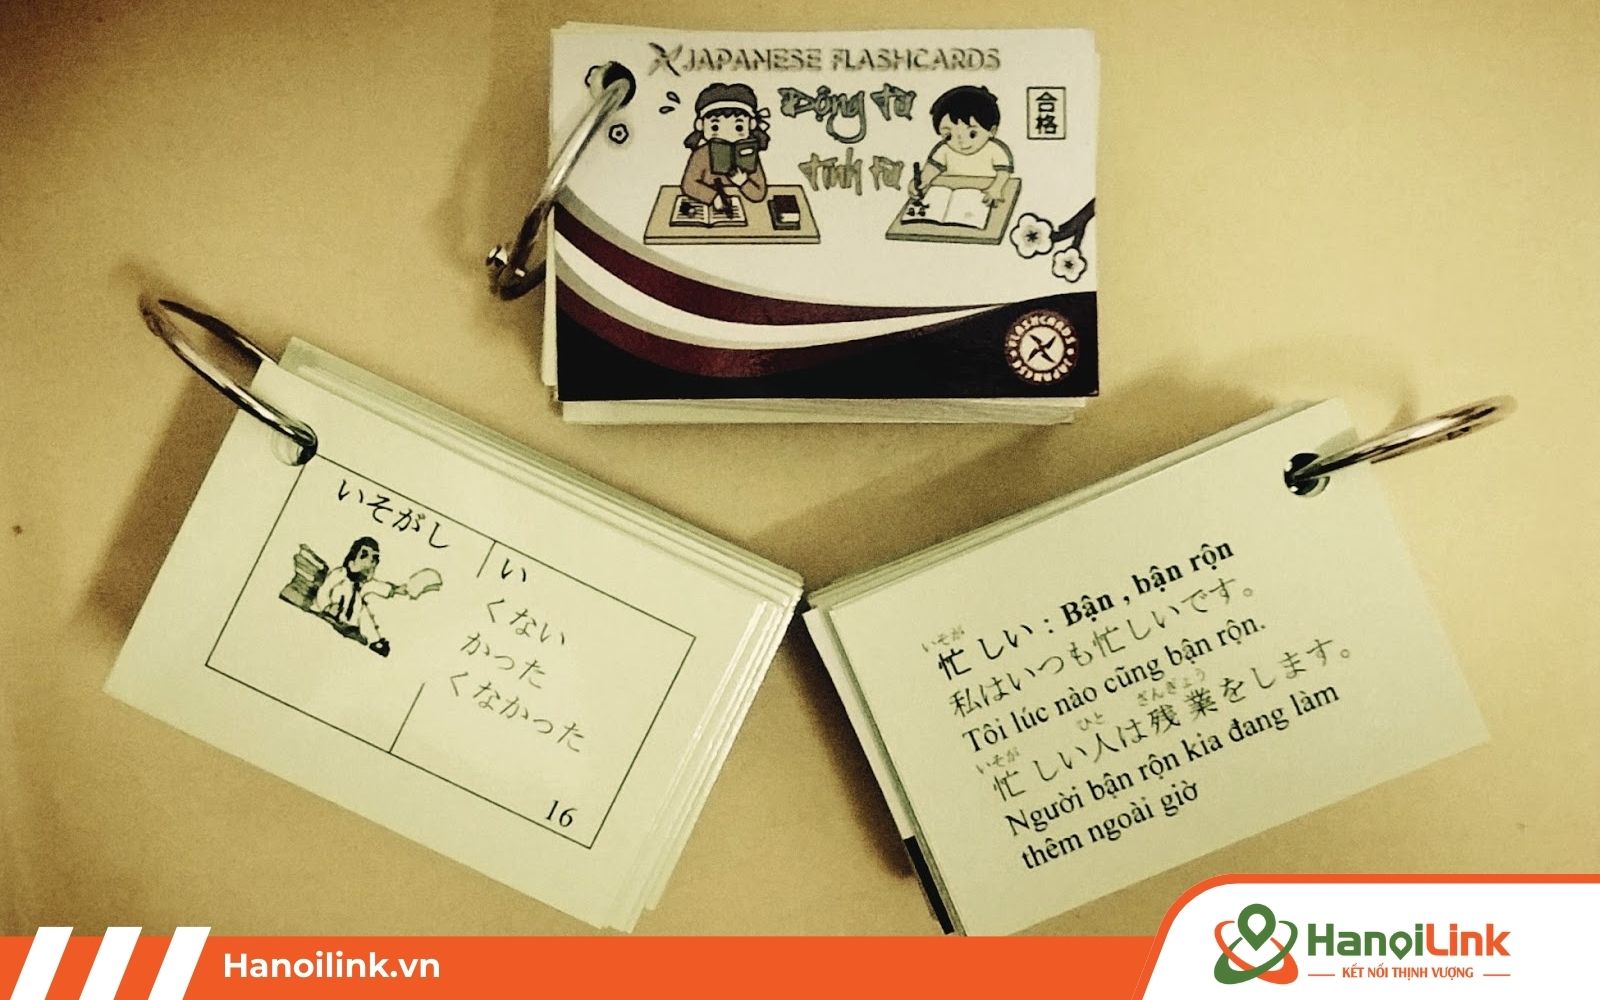 JAPANESE FLASHCARDS
Động từ
tính từ
合格
FLASHCARDS JAPANESE
いそがし
い
くない
かった
くなかった
16
いそが
忙しい : Bận , bận rộn
私はいつも忙しいです。
Tôi lúc nào cũng bận rộn.
いそが ひと ざんぎょう
忙しい人は残業をします。
Người bận rộn kia đang làm
thêm ngoài giờ
Hanoilink.vn
HanoiLink
KẾT NỐI THỊNH VƯỢNG